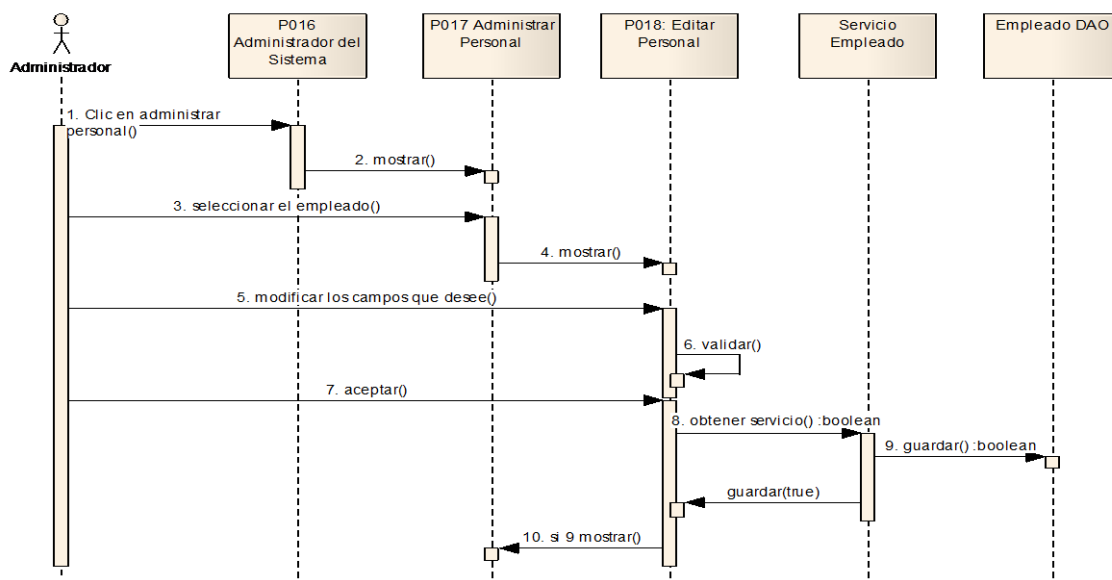 P016
Administrador del
Sistema
P017 Administrar
Personal
P018: Editar
Personal
Servicio
Empleado
Empleado DAO
Administrador
1. Clic en administrar
personal()
2. mostrar()
3. seleccionar el empleado()
4. mostrar()
5. modificar los campos que desee()
6. validar()
7. aceptar()
8. obtener servicio() :boolean
9. guardar() :boolean
guardar(true)
10. si 9 mostrar()